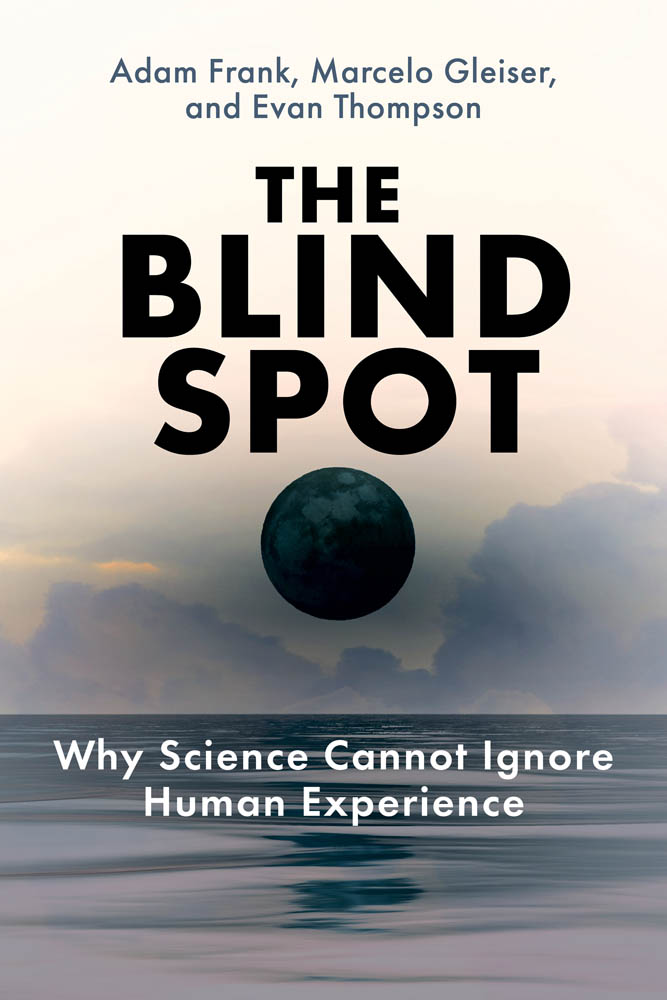 Adam Frank, Marcelo Gleiser,
and Evan Thompson
THE
BLIND
SPOT
Why Science Cannot Ignore
Human Experience